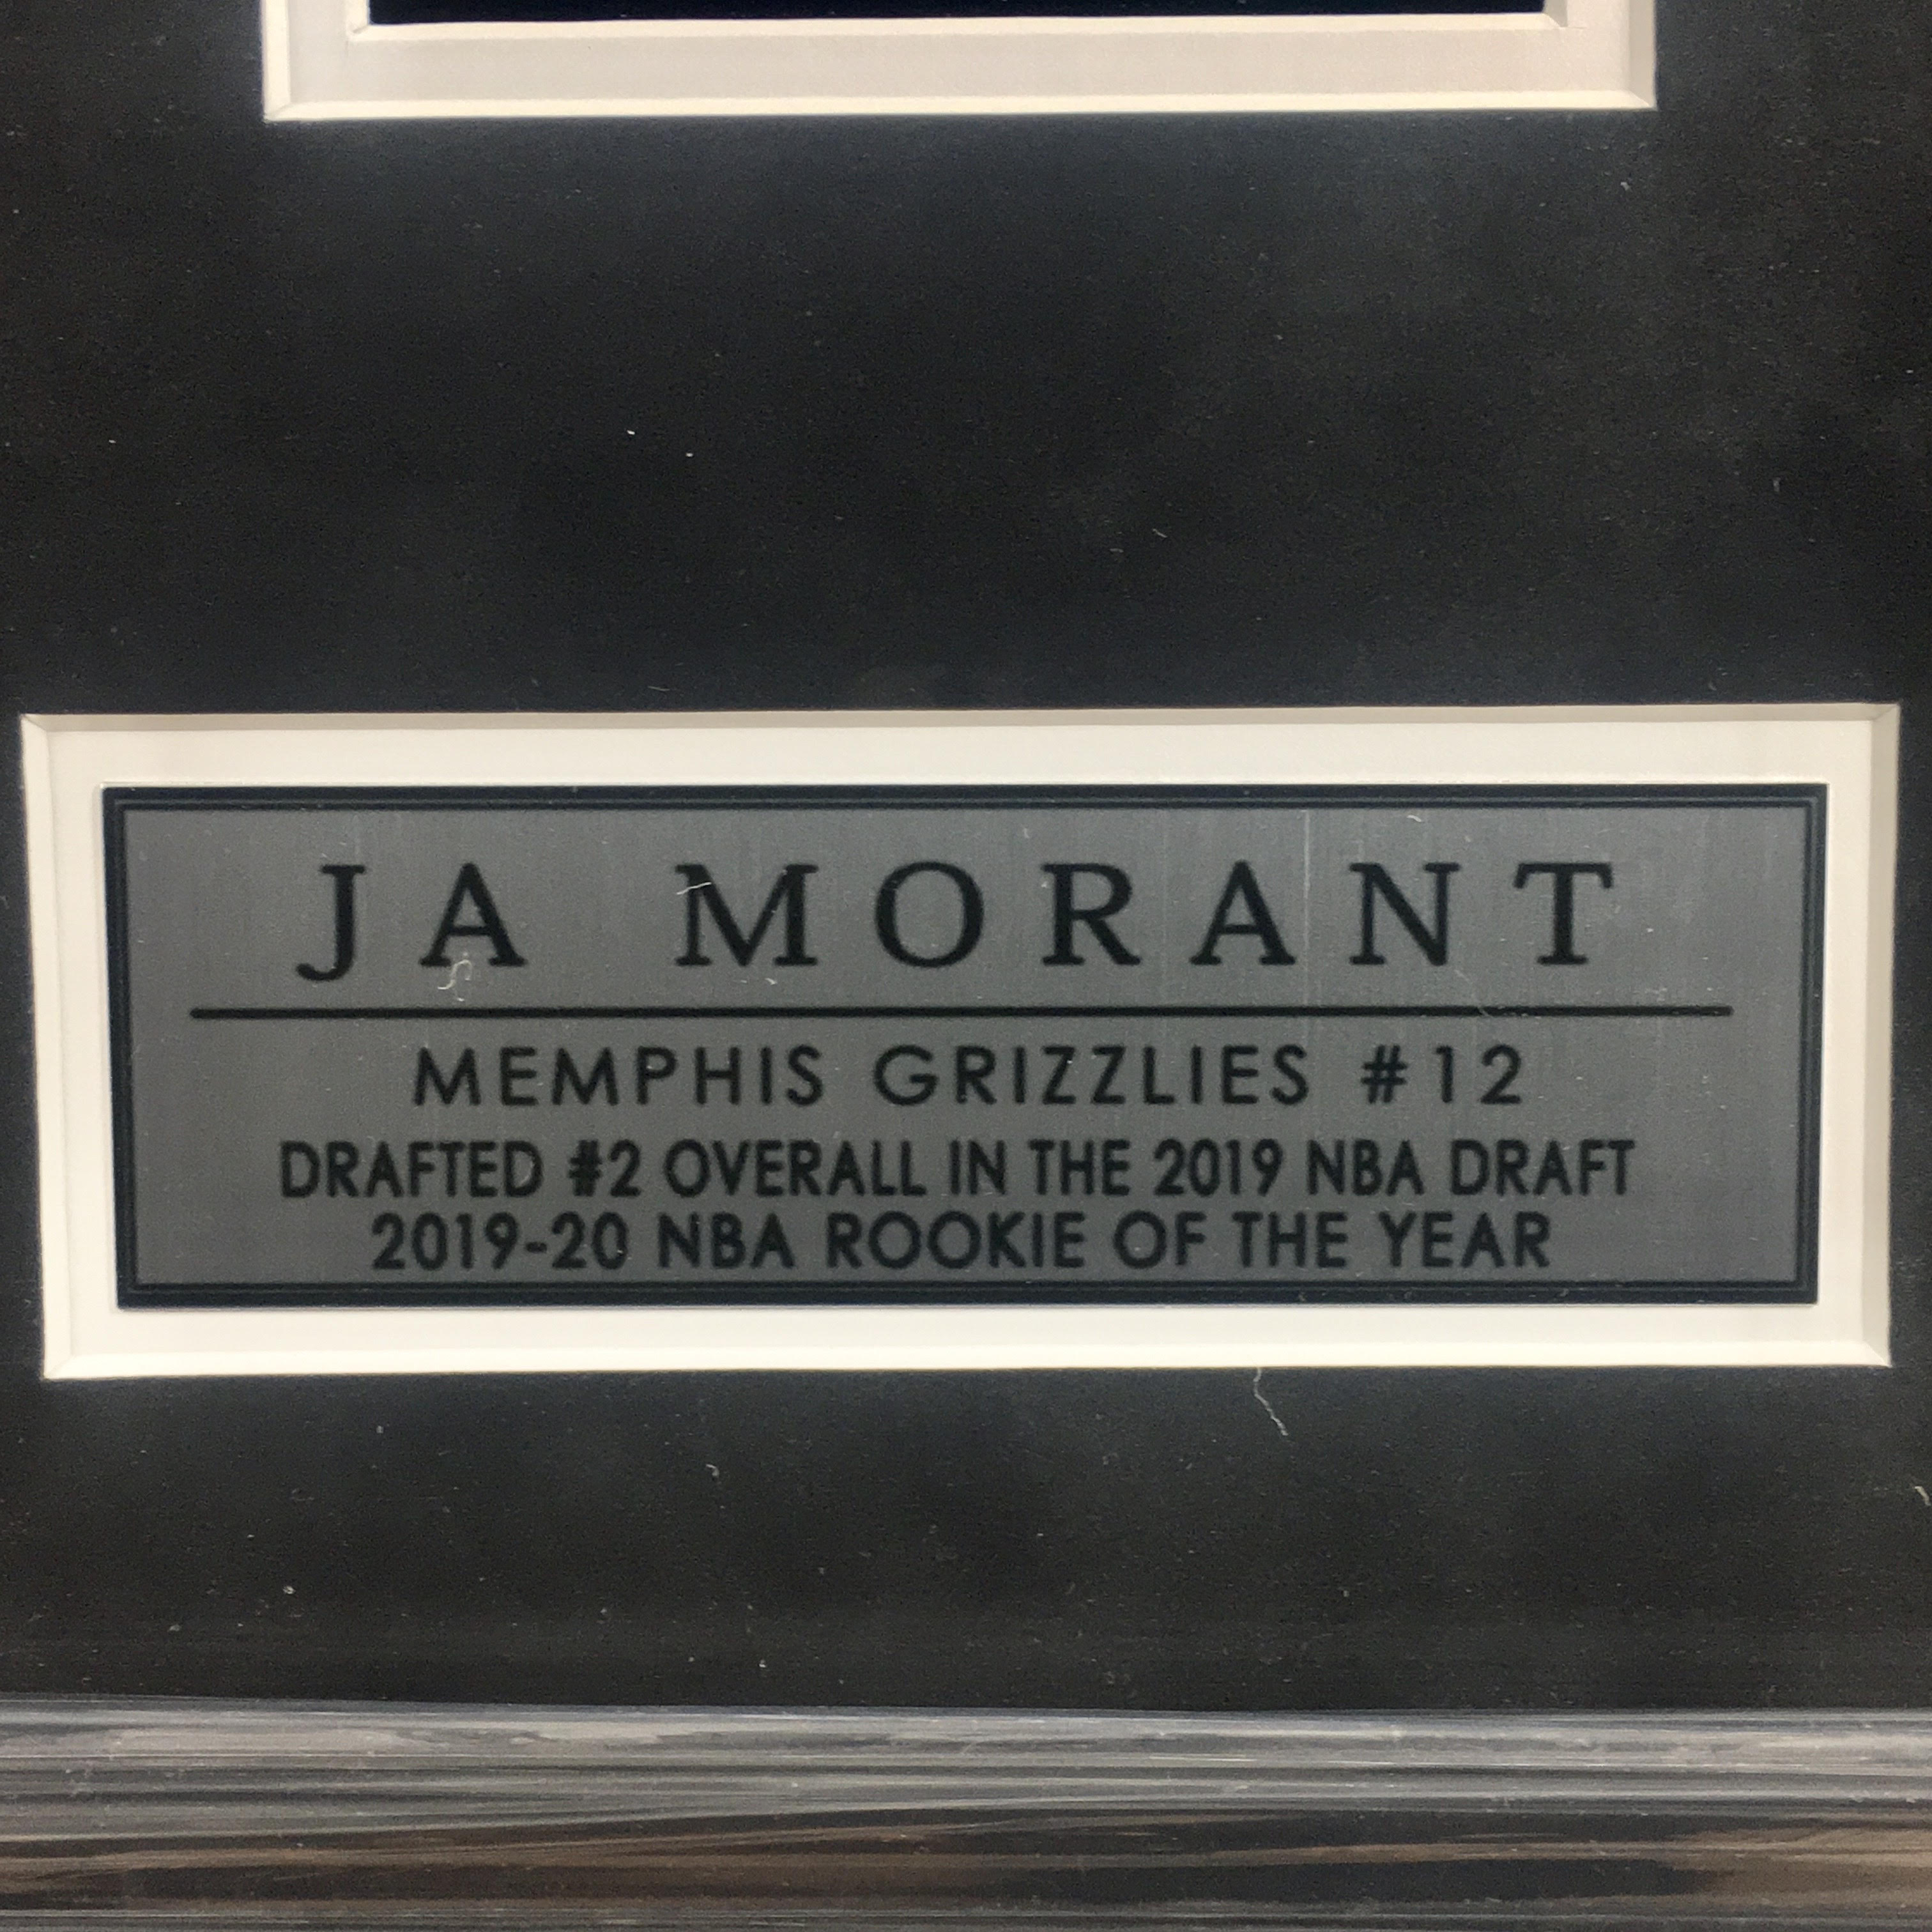 JA MORANT
MEMPHIS GRIZZLIES #12
DRAFTED #2 OVERALL IN THE 2019 NBA DRAFT
2019-20 NBA ROOKIE OF THE YEAR